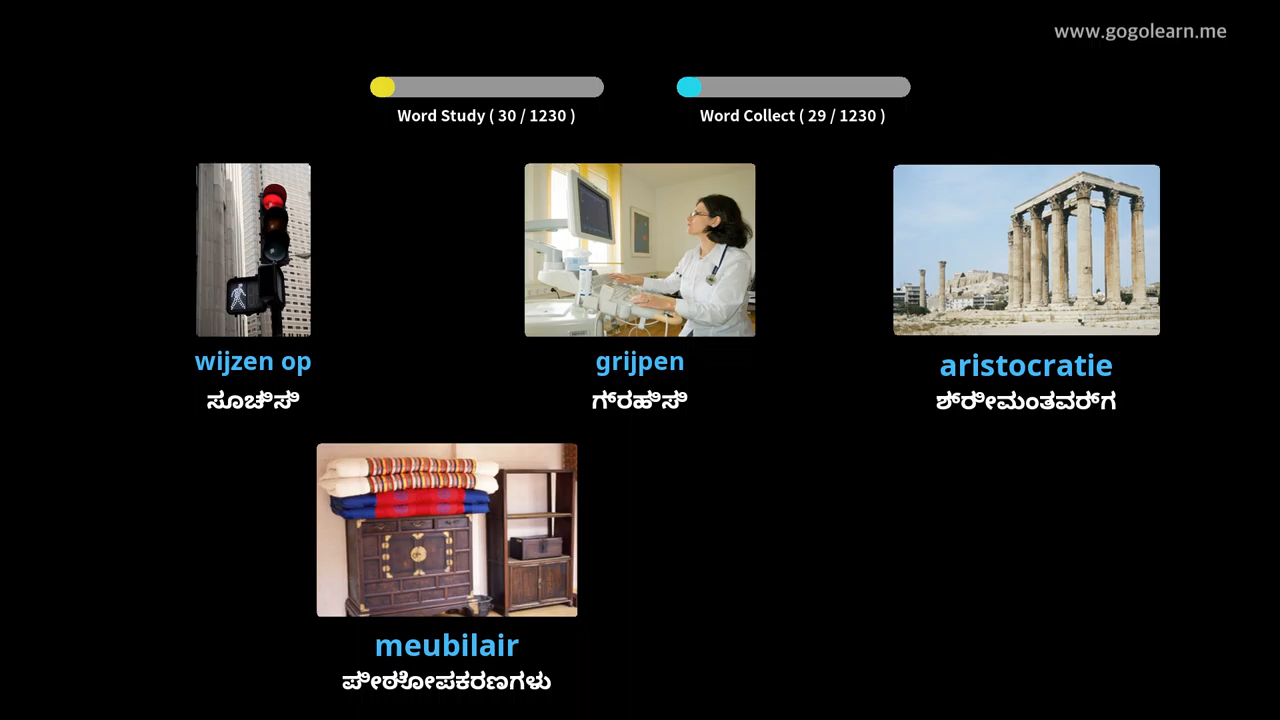 www.gogolearn.me
Word Study ( 30 / 1230 )
Word Collect ( 29 / 1230 )
wijzen op
grijpen
aristocratie
ಸೂಚಿಸಿ
ಗ್ರಹಿಸಿ
ಶ್ರೀಮಂತವರ್ಗ
meubilair
ಪೀಠೋಪಕರಣಗಳು